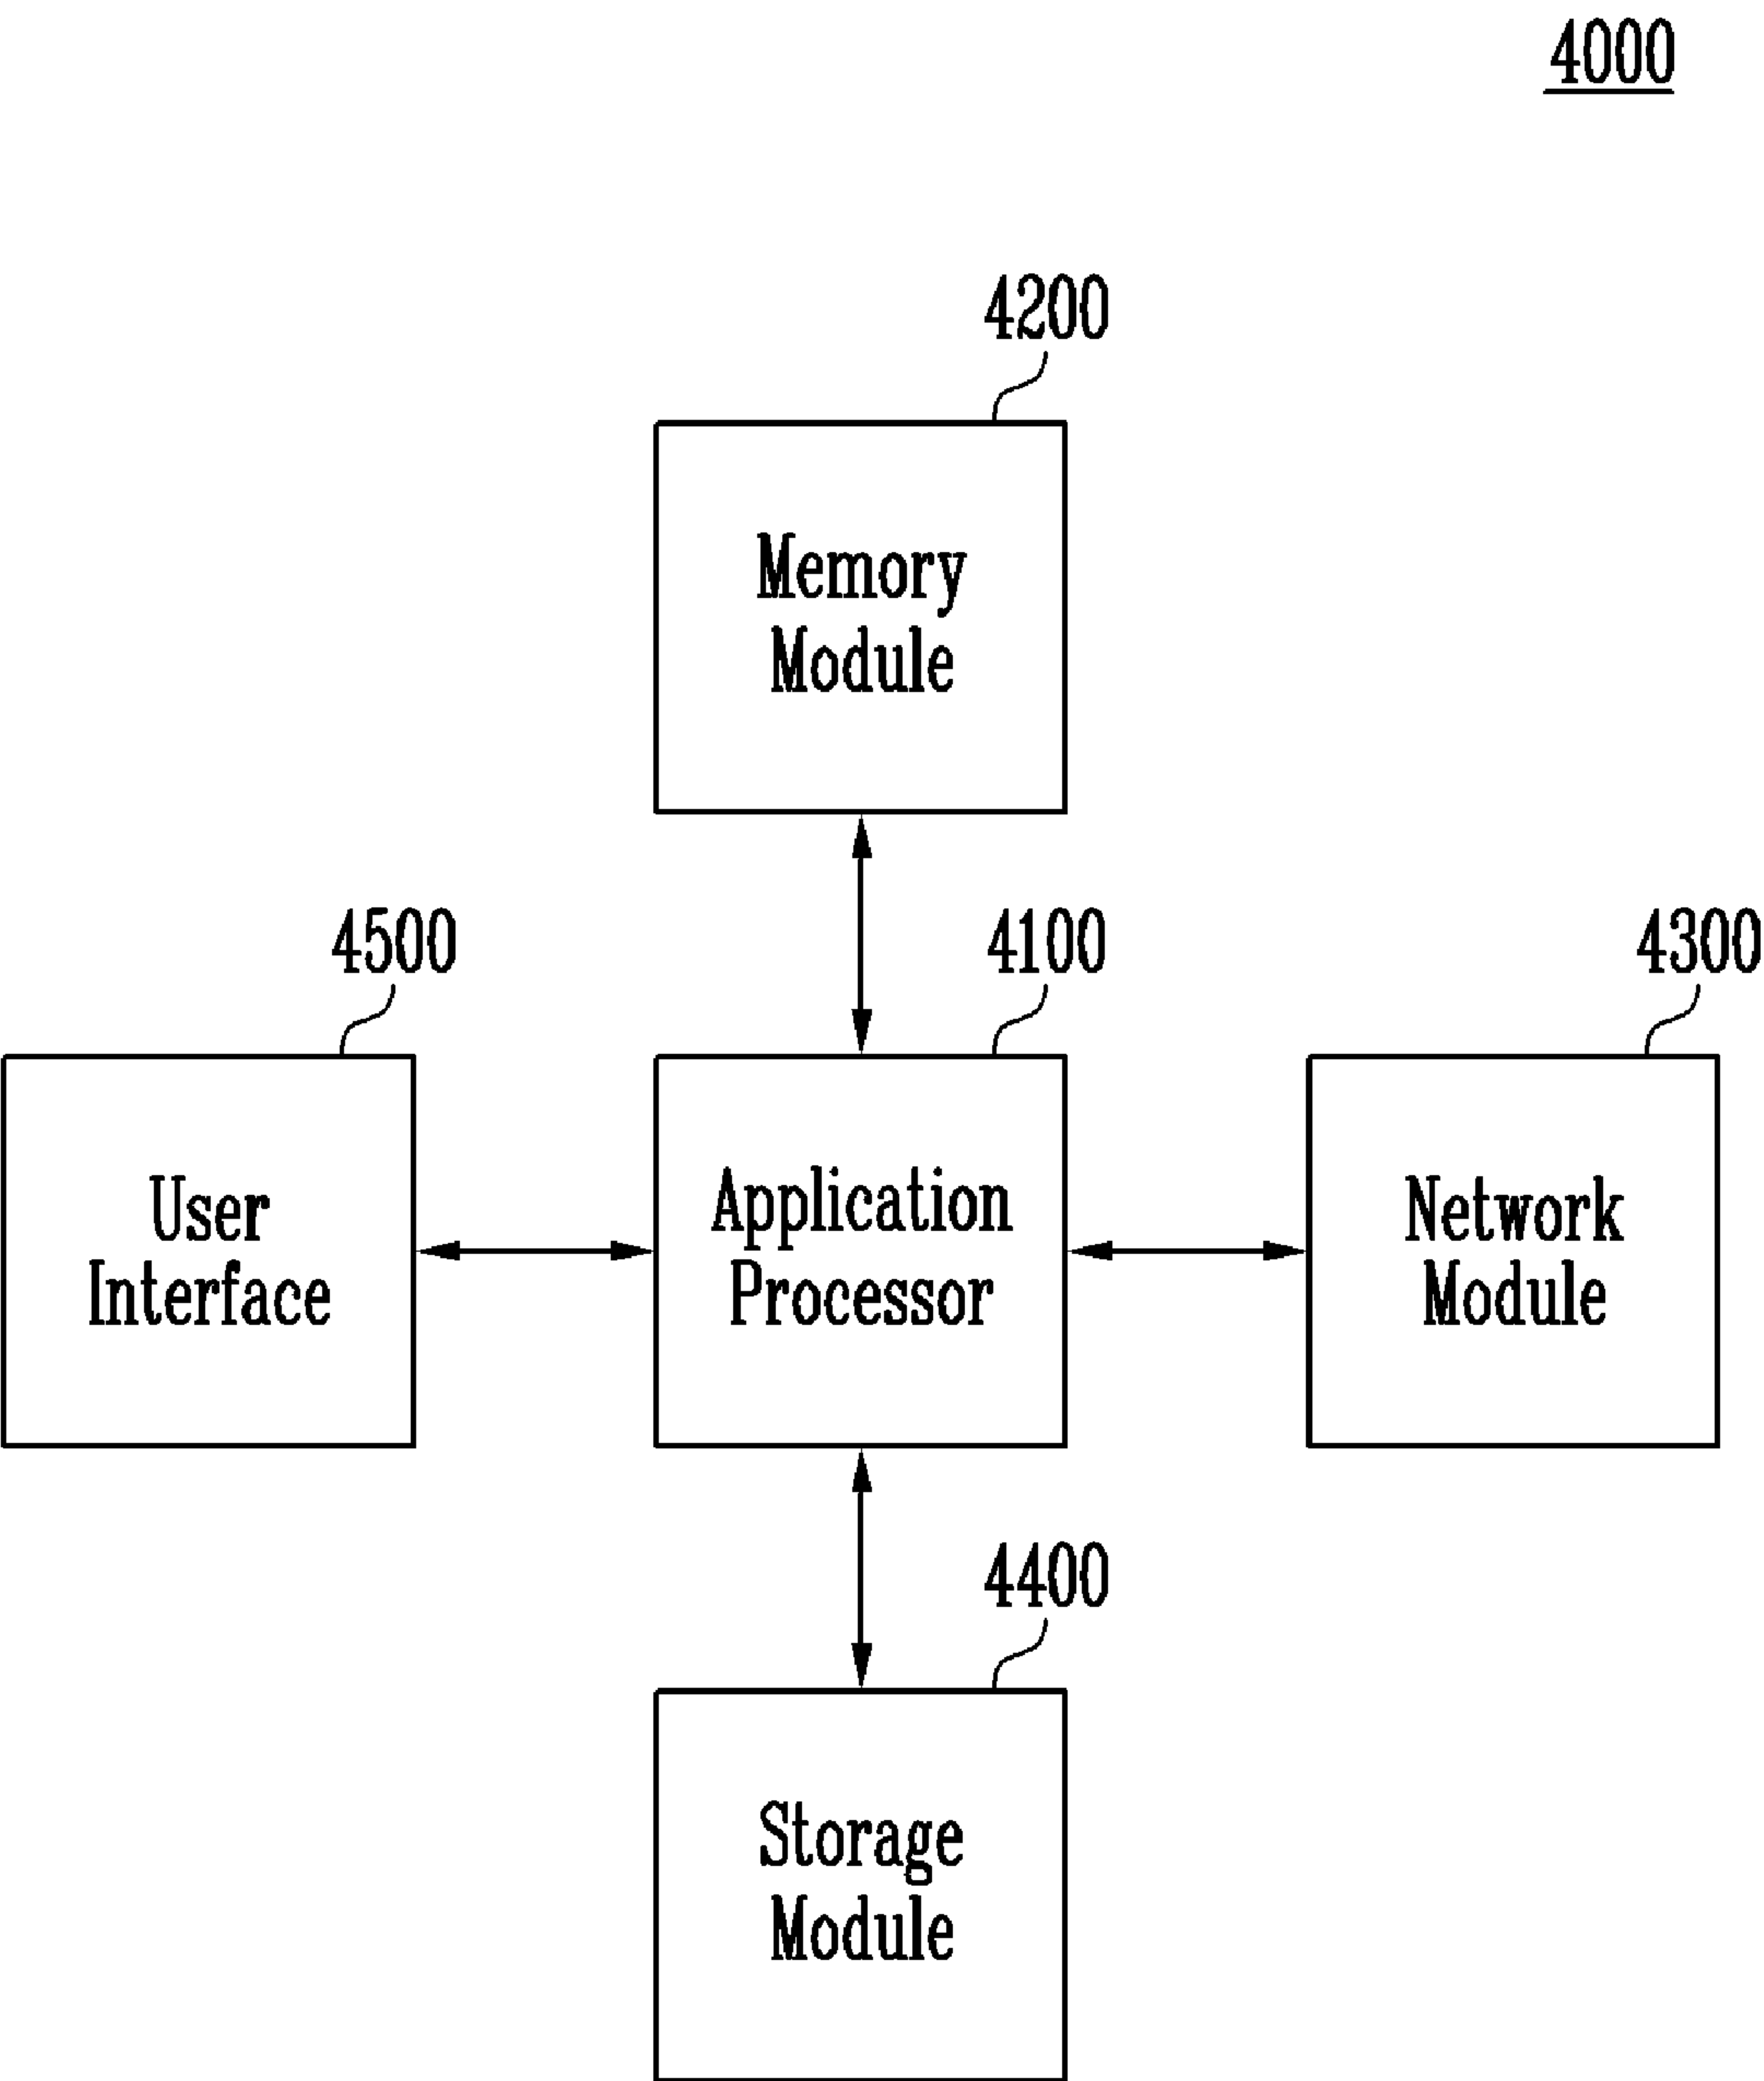 4000
4200
Memory
Module
4500
4100
4300
User
Interface
Application
Processor
Network
Module
4400
Storage
Module